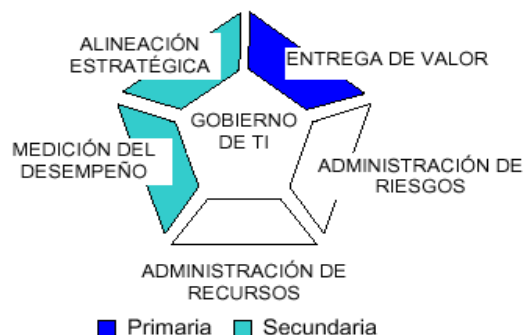 ALINEACIÓN
ESTRATÉGICA
ENTREGA DE VALOR
GOBIERNO
DE TI
MEDICIÓN DEL
DESEMPEÑO
ADMINISTRACIÓN DE
RIESGOS
ADMINISTRACIÓN DE
RECURSOS
Primaria Secundaria